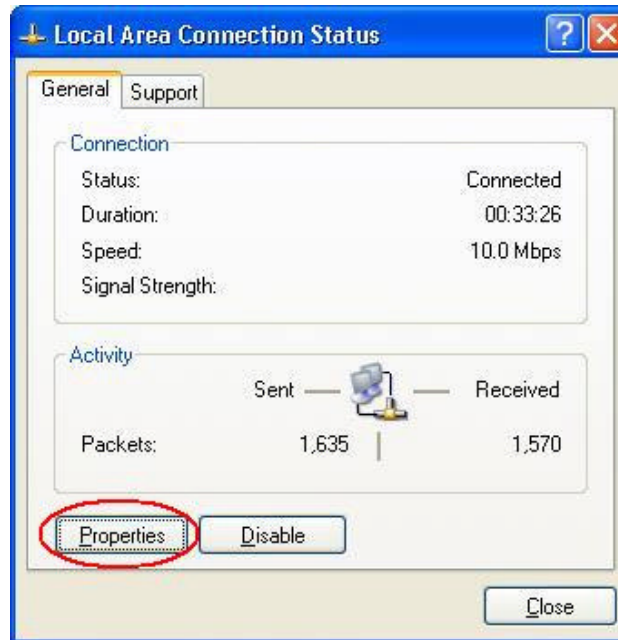 Local Area Connection Status
General Support
Connection
Status: Connected
Duration: 00:33:26
Speed: 10.0 Mbps
Signal Strength:
Activity
Sent Received
Packets: 1,635 1,570
Properties Disable
Close